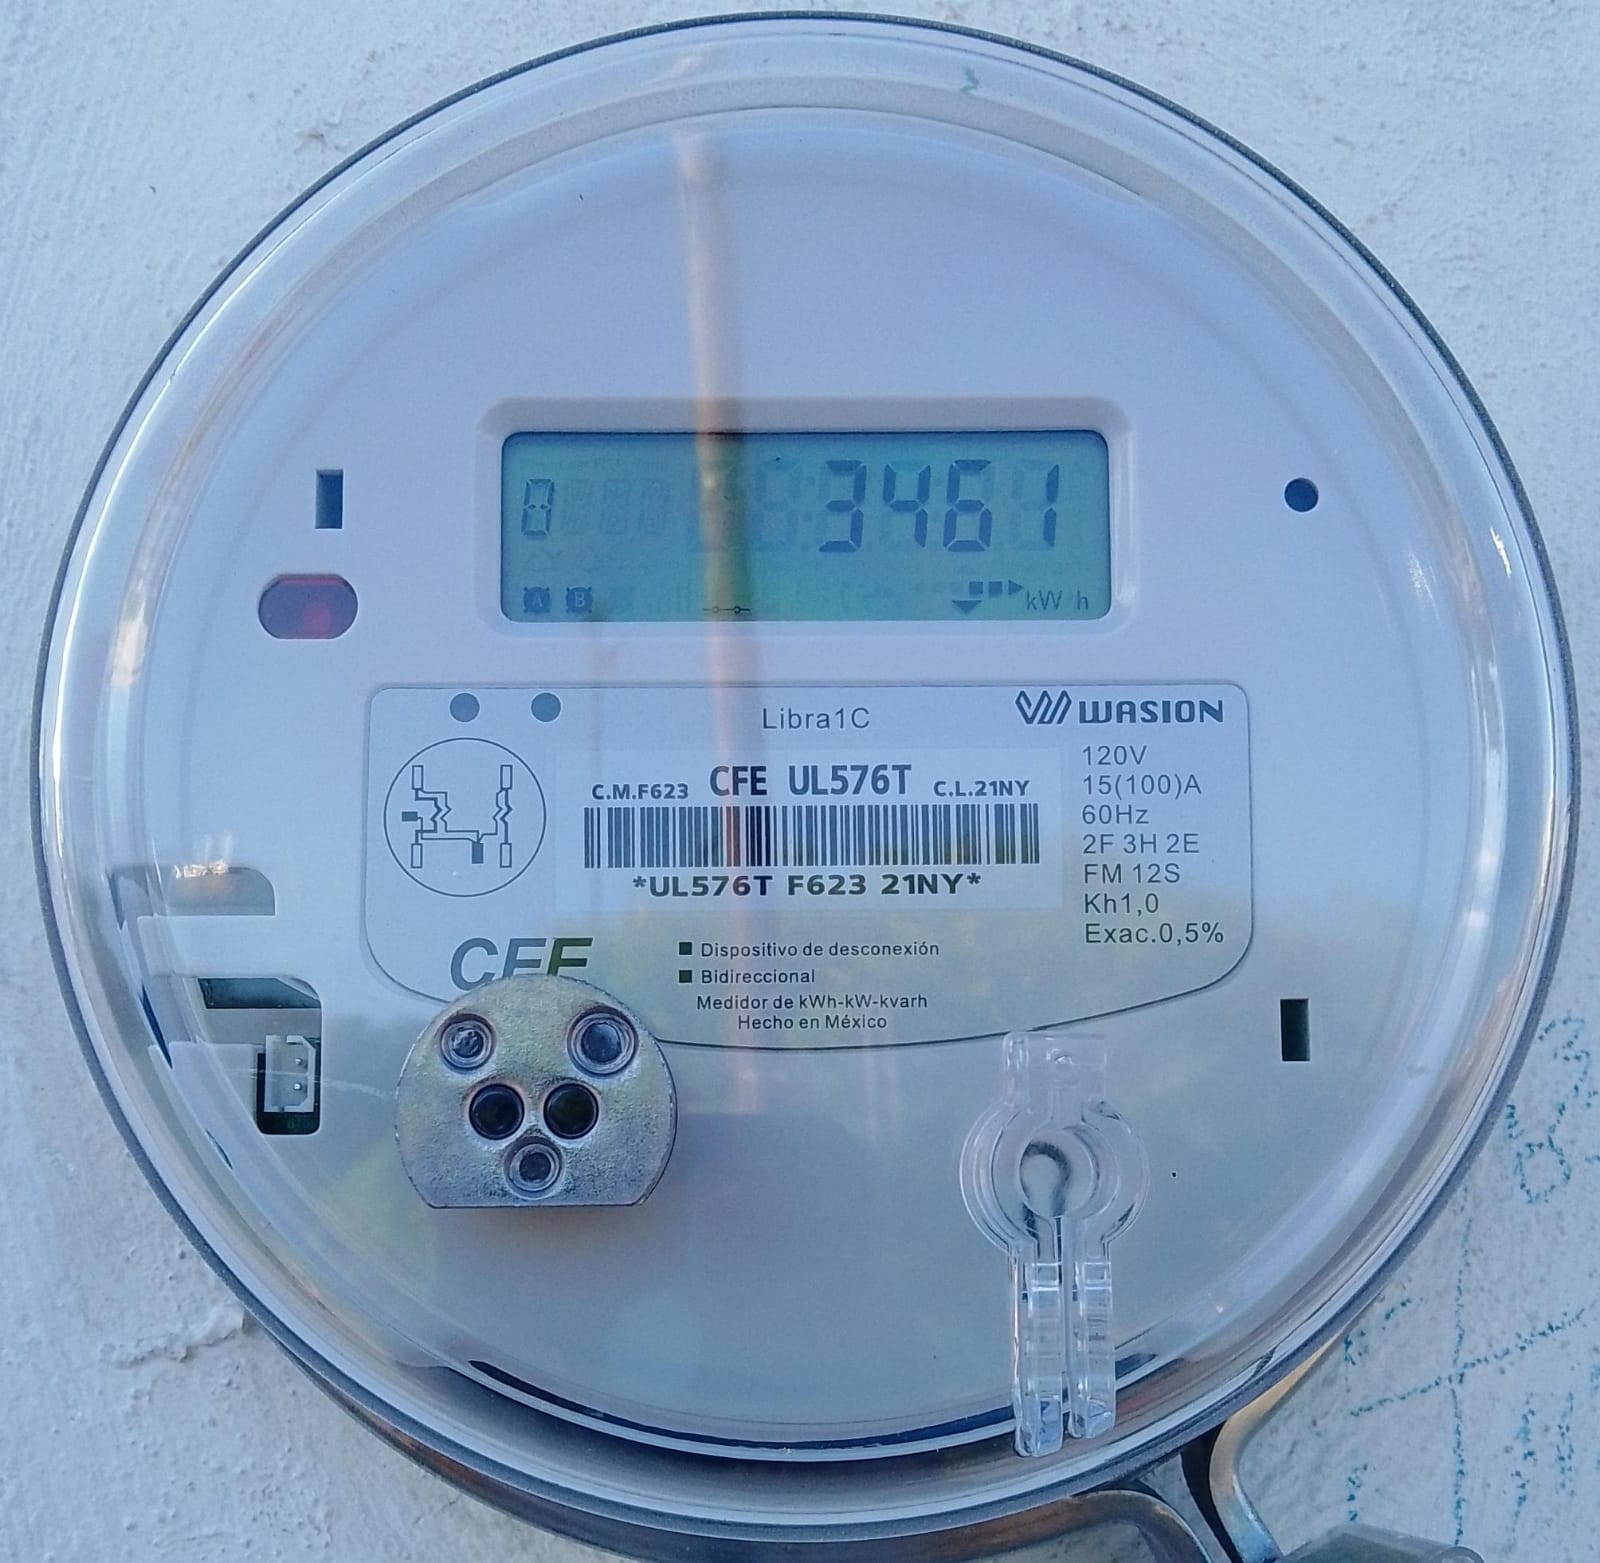 0 3461
A B kW h
Libra1C
WASION
120V
15(100)A
60Hz
2F 3H 2E
FM 12S
Kh1,0
Exac.0,5%
C.M.F623 CFE UL576T C.L.21NY
*UL576T F623 21NY*
CFE
Dispositivo de desconexión
Bidireccional
Medidor de kWh-kW-kvarh
Hecho en México